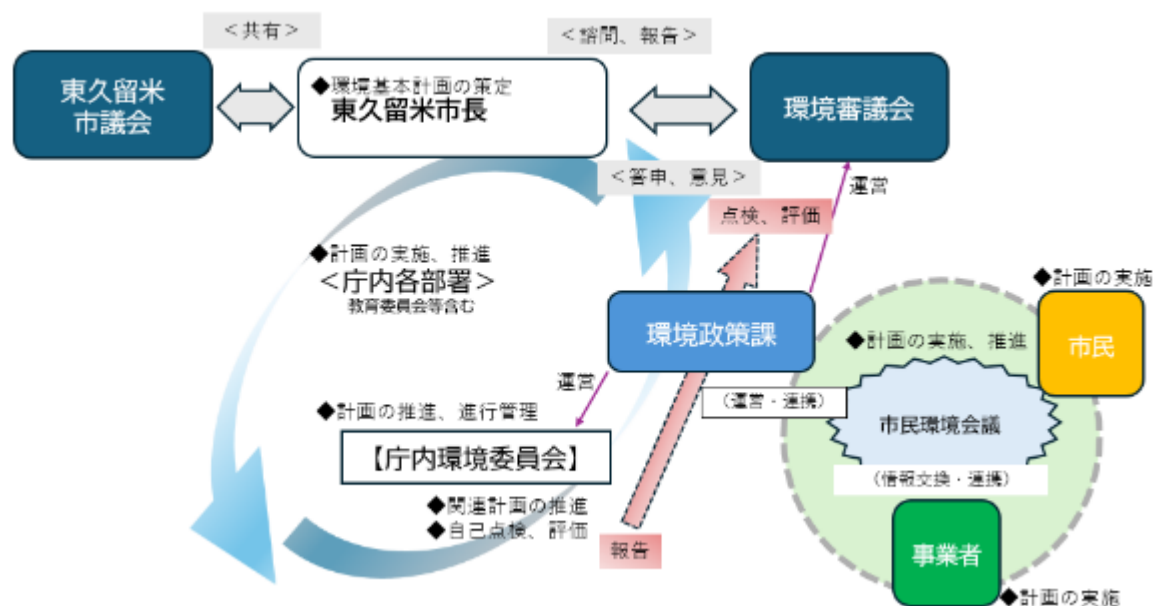 ＜共有＞
＜諮問、報告＞
東久留米
市議会
◆環境基本計画の策定
東久留米市長
環境審議会
＜答申、意見＞
運営
点検、評価
◆計画の実施、推進
＜庁内各部署＞
教育委員会等含む
◆計画の実施
環境政策課
◆計画の実施、推進
市民
運営
（運営・連携）
◆計画の推進、進行管理
市民環境会議
【庁内環境委員会】
（情報交換・連携）
◆関連計画の推進
◆自己点検、評価
報告
事業者
◆計画の実施